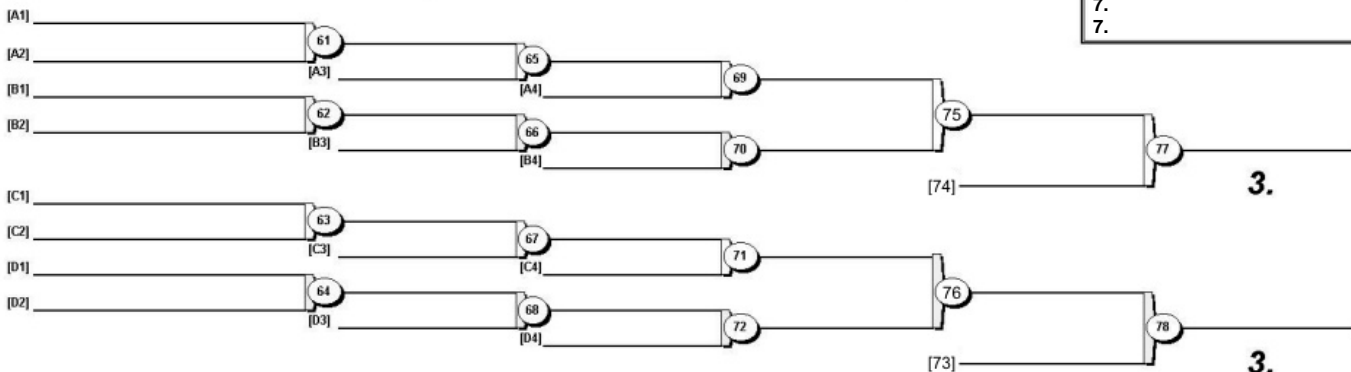 7.
7.
[A1]
61
[A2]
[A3]
65
[A4]
69
[B1]
62
[B2]
[B3]
66
[B4]
70
75
77
[74]
3.
[C1]
63
[C2]
[C3]
67
[C4]
71
[D1]
64
[D2]
[D3]
68
[D4]
72
76
78
[73]
3.